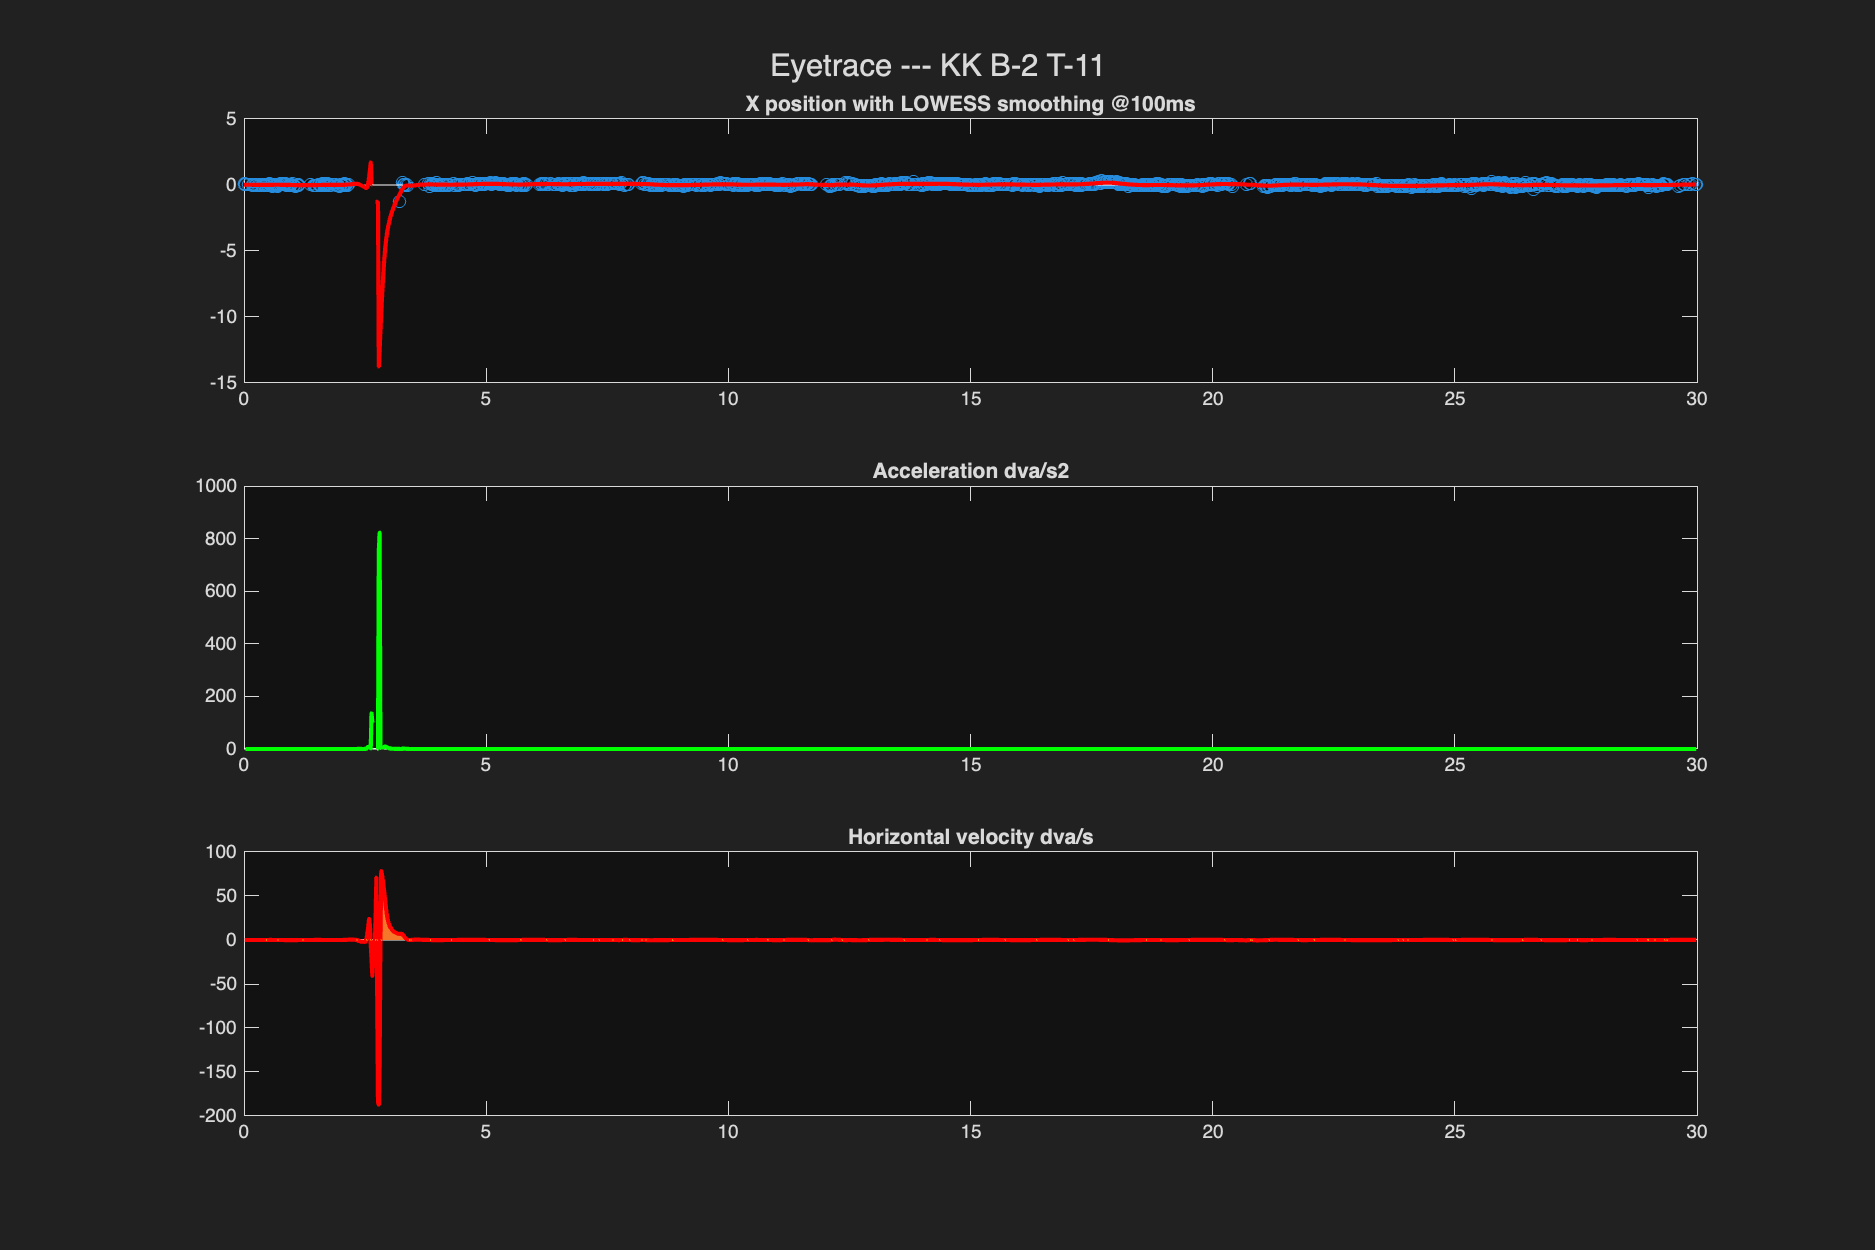 Eyetrace --- KK B-2 T-11
X position with LOWESS smoothing @100ms
5
0
-5
-10
-15
0 5 10 15 20 25 30
Acceleration dva/s2
1000
800
600
400
200
0
0 5 10 15 20 25 30
Horizontal velocity dva/s
100
50
0
-50
-100
-150
-200
0 5 10 15 20 25 30